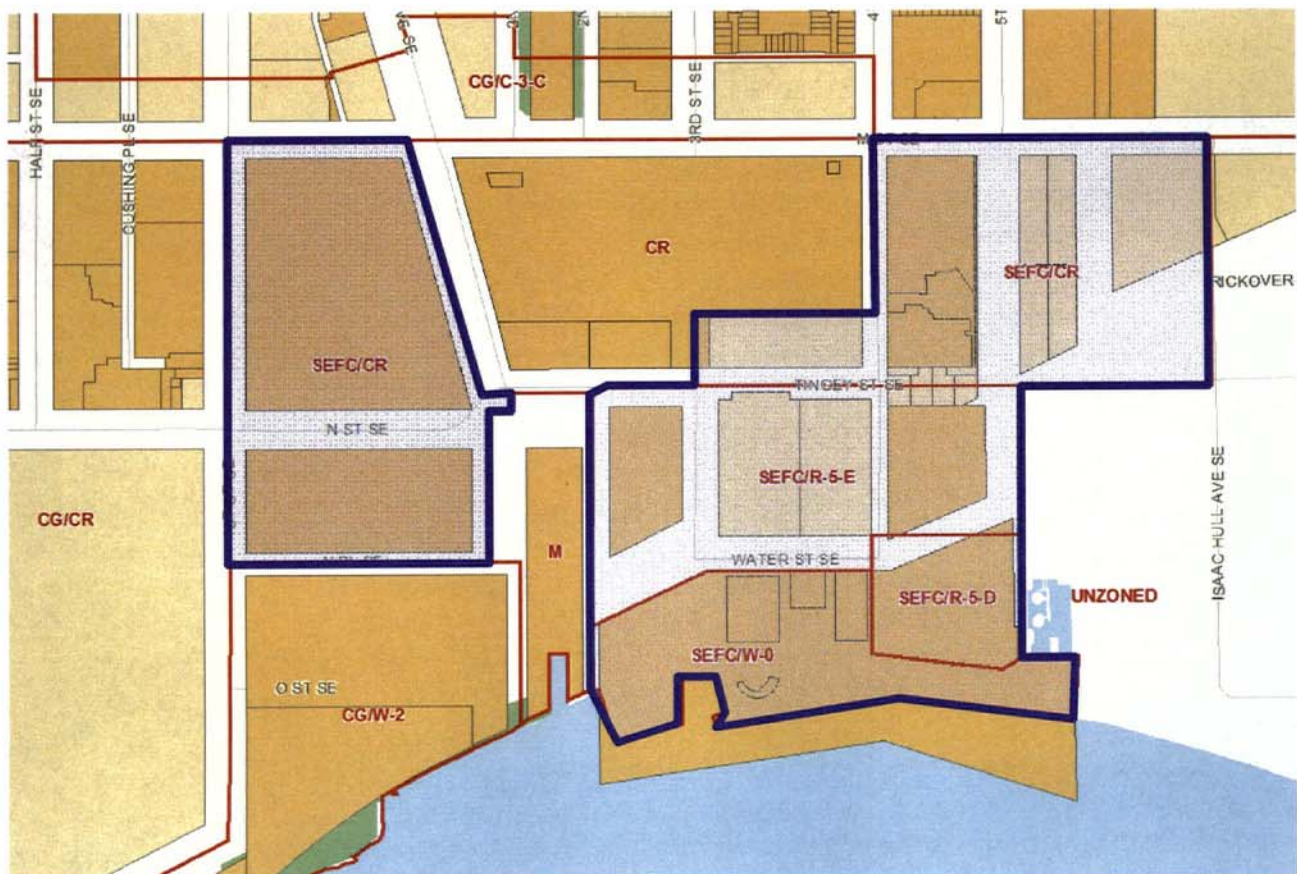 CG/C-3-C
HALF ST SE
CUSHING PL SE
3RD ST SE
CR
SEFC/CR
RICKOVER
SEFC/CR
TINGEY ST SE
N ST SE
SEFC/R-5-E
CG/CR
M
WATER ST SE
SEFC/R-5-D
UNZONED
ISAAC HULL AVE SE
SEFC/W-0
O ST SE
CG/W-2